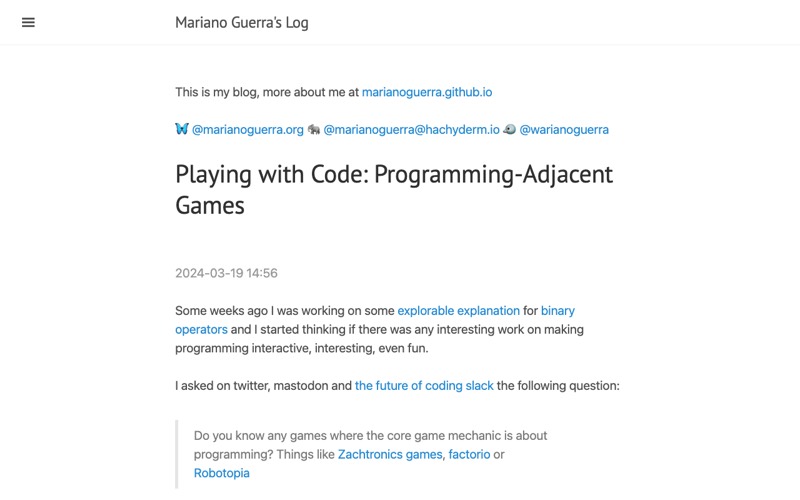 Mariano Guerra's Log
This is my blog, more about me at marianoguerra.github.io
🦋 @marianoguerra.org 🐘 @marianoguerra@hachyderm.io 🐦 @warianoguerra
Playing with Code: Programming-Adjacent
Games
2024-03-19 14:56
Some weeks ago I was working on some explorable explanation for binary
operators and I started thinking if there was any interesting work on making
programming interactive, interesting, even fun.
I asked on twitter, mastodon and the future of coding slack the following question:
Do you know any games where the core game mechanic is about
programming? Things like Zachtronics games, factorio or
Robotopia